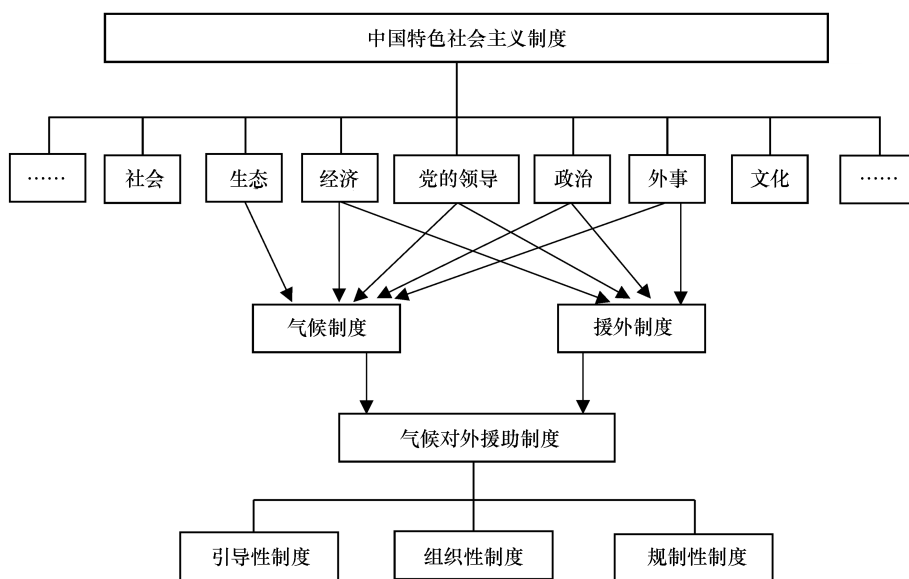 中国特色社会主义制度
……
社会
生态
经济
党的领导
政治
外事
文化
……
气候制度
援外制度
气候对外援助制度
引导性制度
组织性制度
规制性制度